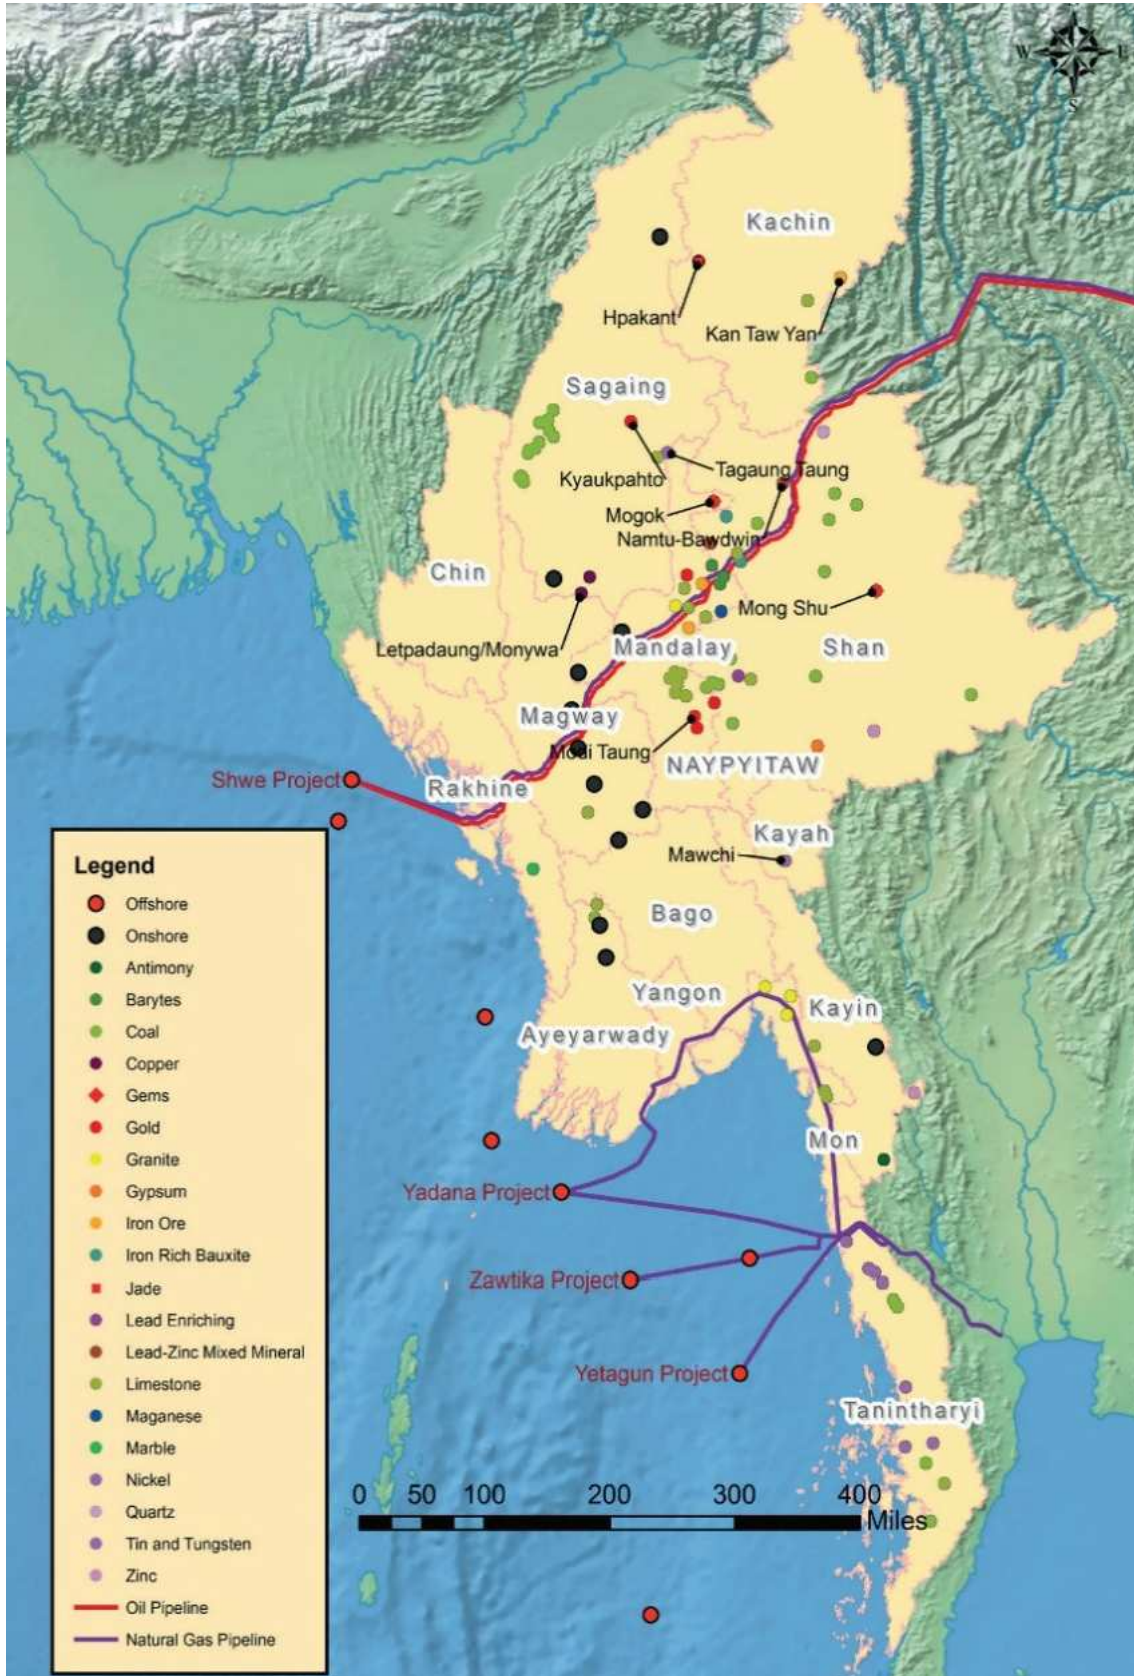 W
E
S
Kachin
Hpakant
Kan Taw Yan
Sagaing
Kyaukpahto
Tagaung Taung
Mogok
Namtu-Bawdwin
Chin
Mong Shu
Letpadaung/Monywa
Mandalay
Shan
Magway
Modi Taung
NAYPYITAW
Shwe Project
Rakhine
Kayah
Mawchi
Bago
Yangon
Kayin
Ayeyarwady
Mon
Yadana Project
Zawtika Project
Yetagun Project
Tanintharyi
0 50 100 200 300 400
Miles
Legend
Offshore
Onshore
Antimony
Barytes
Coal
Copper
Gems
Gold
Granite
Gypsum
Iron Ore
Iron Rich Bauxite
Jade
Lead Enriching
Lead-Zinc Mixed Mineral
Limestone
Maganese
Marble
Nickel
Quartz
Tin and Tungsten
Zinc
Oil Pipeline
Natural Gas Pipeline